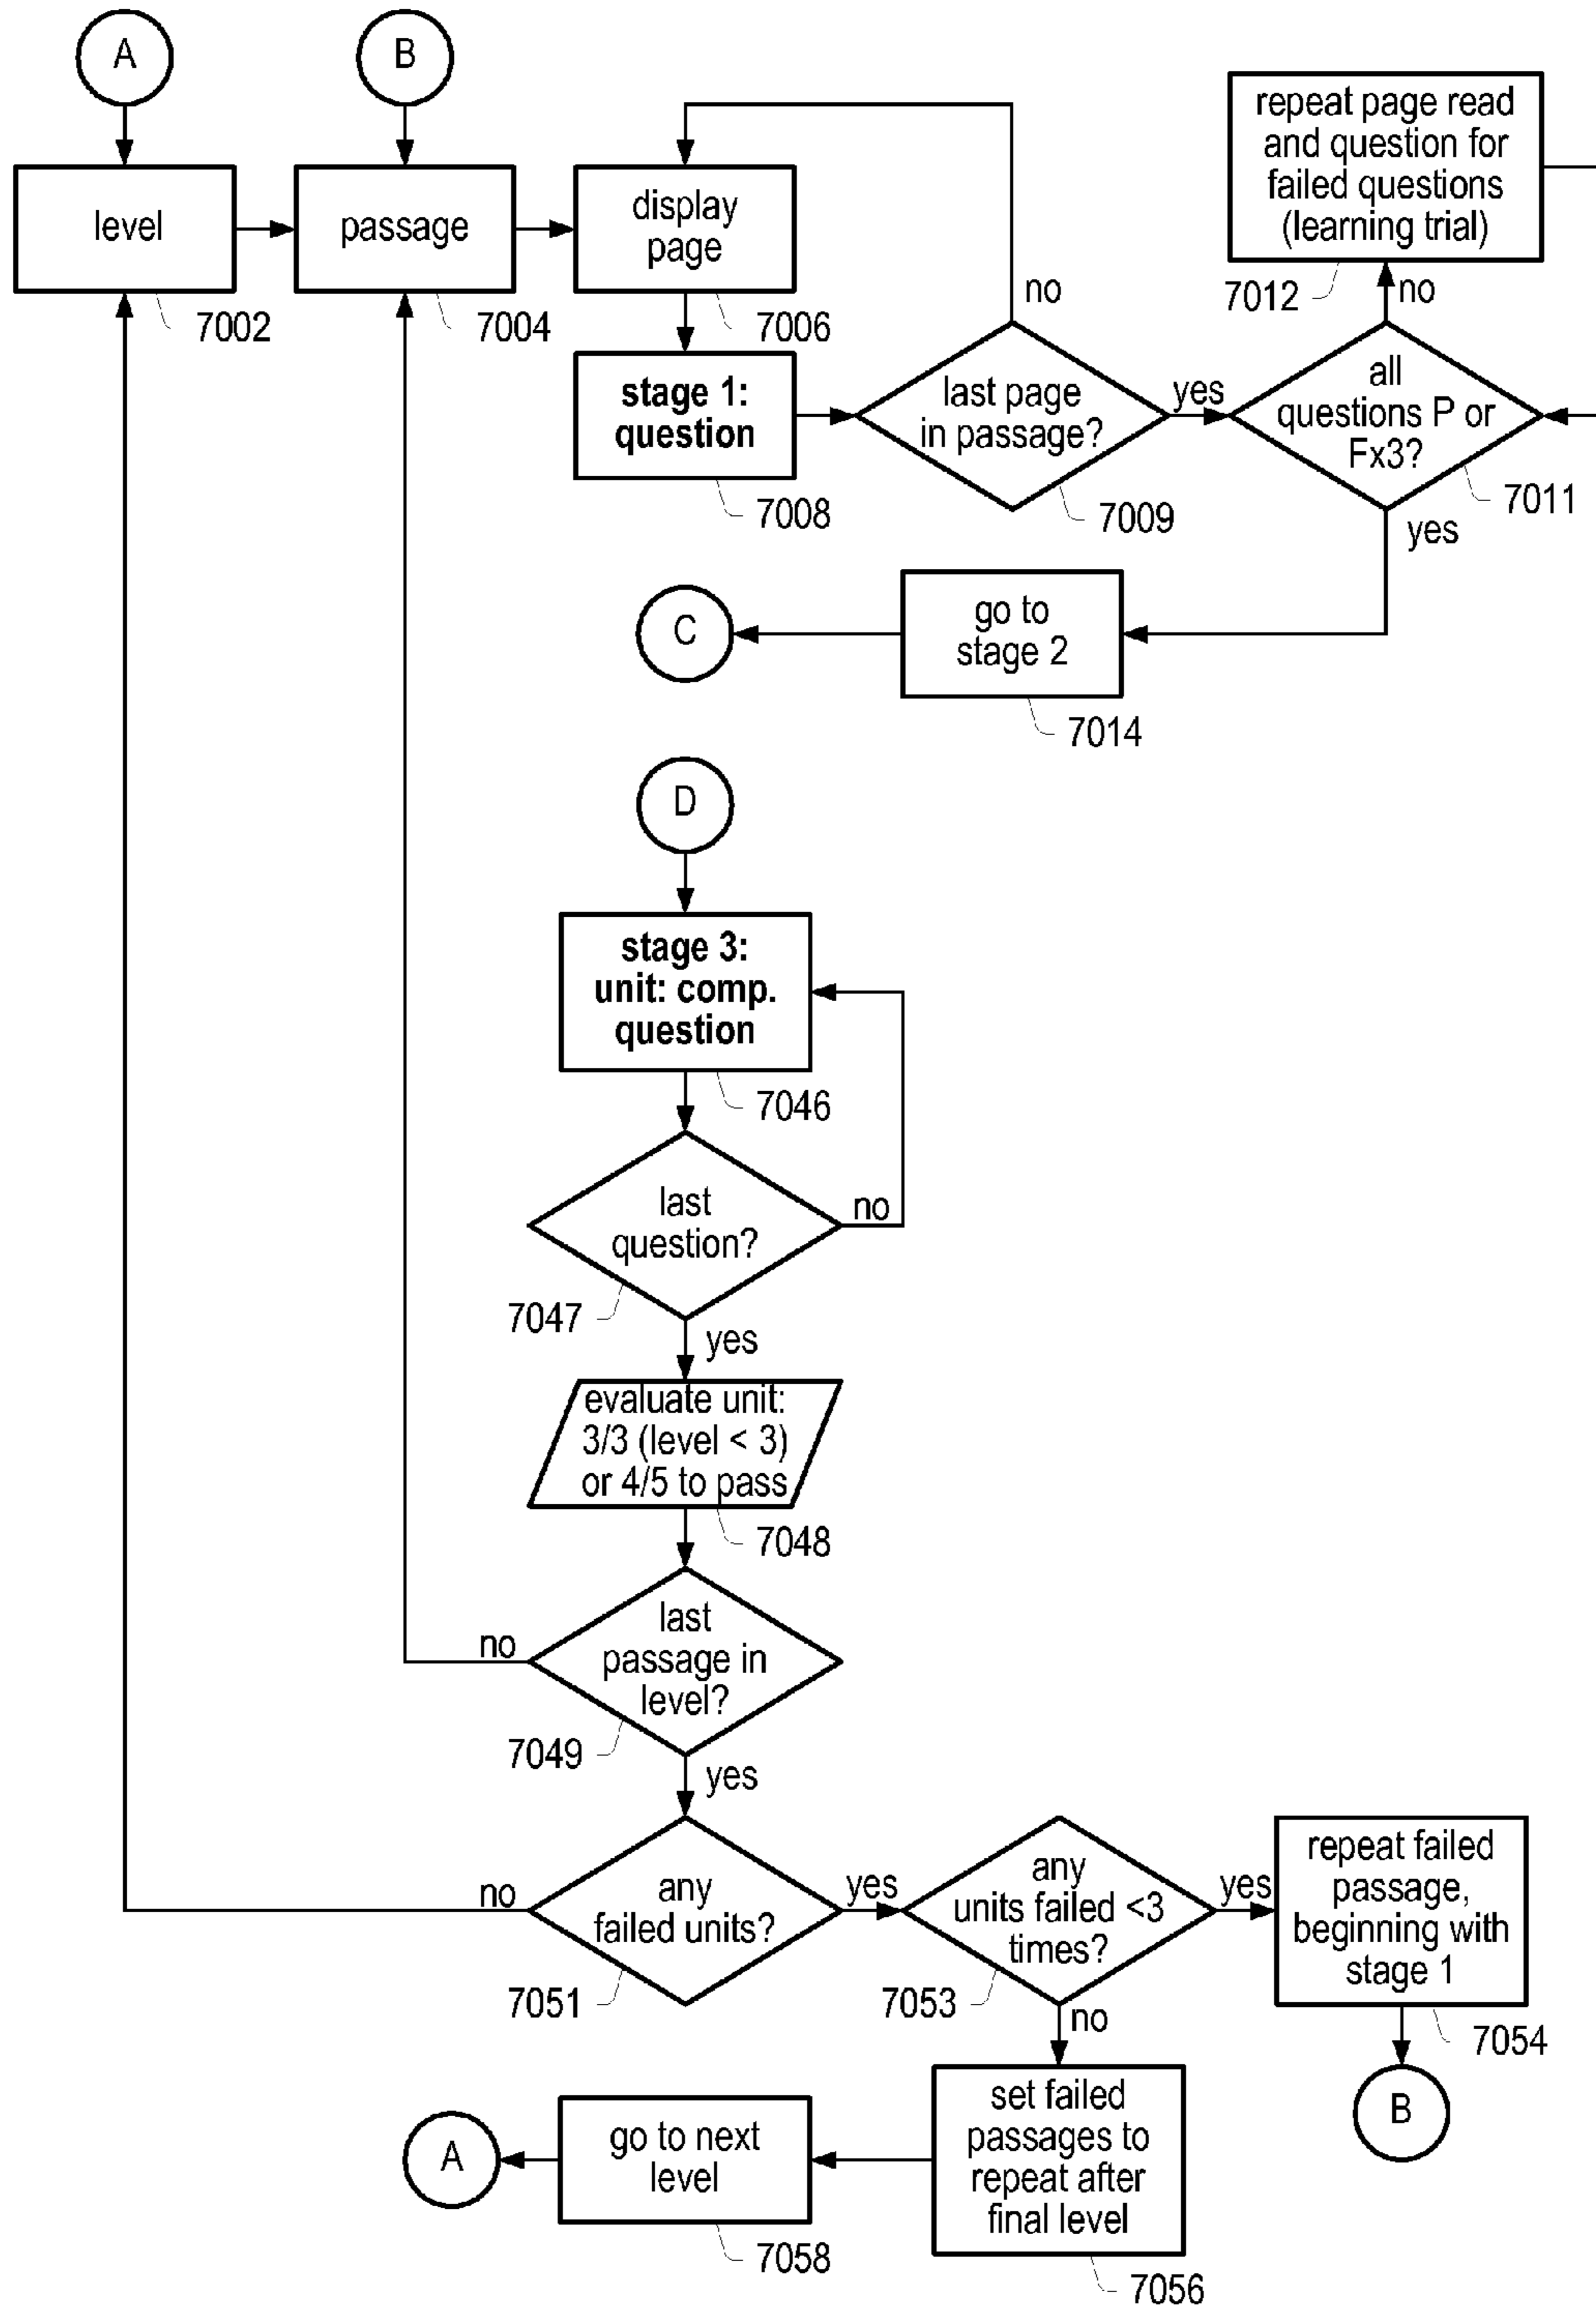 A
B
level
7002
passage
7004
display
page
7006
stage 1:
question
7008
no
last page
in passage?
7009
yes
repeat page read
and question for
failed questions
(learning trial)
7012
no
all
questions P or
Fx3?
7011
yes
go to
stage 2
7014
C
D
stage 3:
unit: comp.
question
7046
last
question?
no
7047
yes
evaluate unit:
3/3 (level < 3)
or 4/5 to pass
7048
last
passage in
level?
no
7049
yes
any
failed units?
no
7051
yes
any
units failed <3
times?
7053
yes
repeat failed
passage,
beginning with
stage 1
7054
B
no
set failed
passages to
repeat after
final level
7056
go to next
level
7058
A